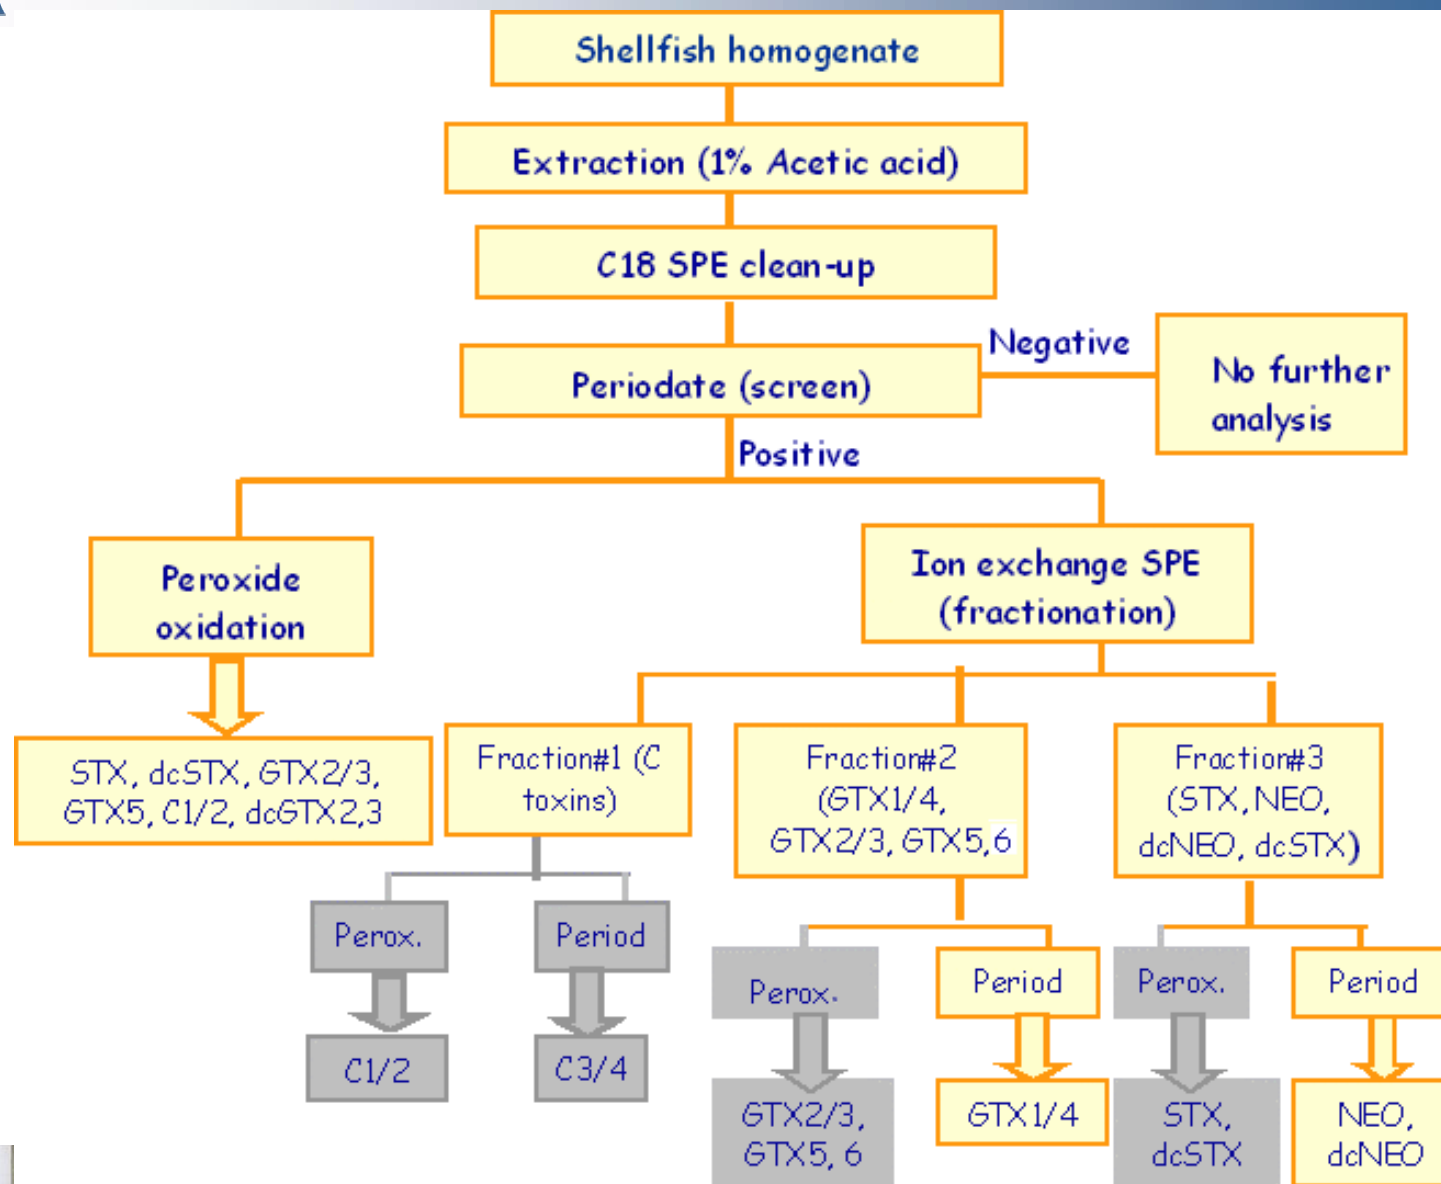 Shellfish homogenate
Extraction (1% Acetic acid)
C18 SPE clean-up
Periodate (screen)
Negative
No further
analysis
Positive
Peroxide
oxidation
Ion exchange SPE
(fractionation)
STX, dcSTX, GTX2/3,
GTX5, C1/2, dcGTX2,3
Fraction#1 (C
toxins)
Fraction#2
(GTX1/4,
GTX2/3, GTX5,6
Fraction#3
(STX, NEO,
dcNEO, dcSTX)
Perox.
Period
C1/2
C3/4
Perox.
Period
GTX2/3,
GTX5, 6
GTX1/4
Perox.
Period
STX,
dcSTX
NEO,
dcNEO